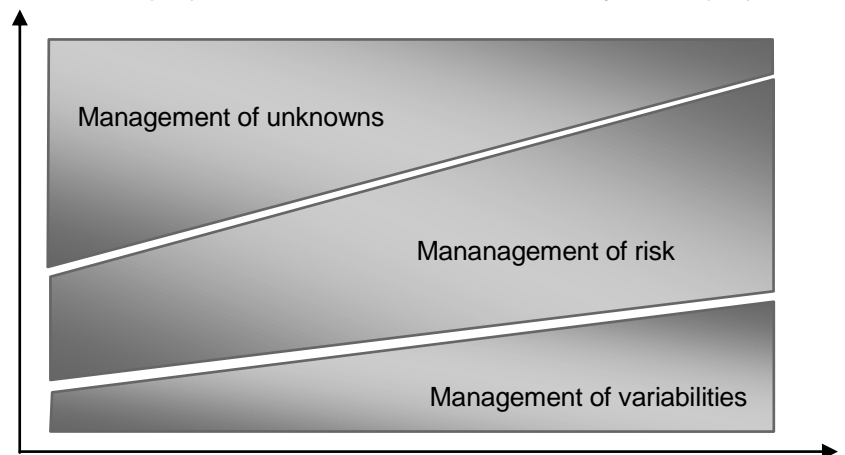 Management of unknowns
Mananagement of risk
Management of variabilities